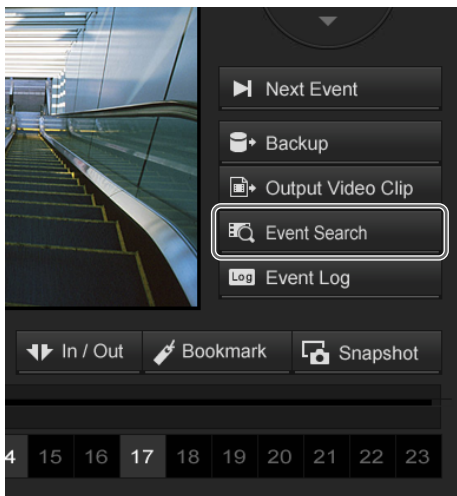 Next Event
Backup
Output Video Clip
Event Search
Log Event Log
In / Out Bookmark Snapshot
4 15 16 17 18 19 20 21 22 23